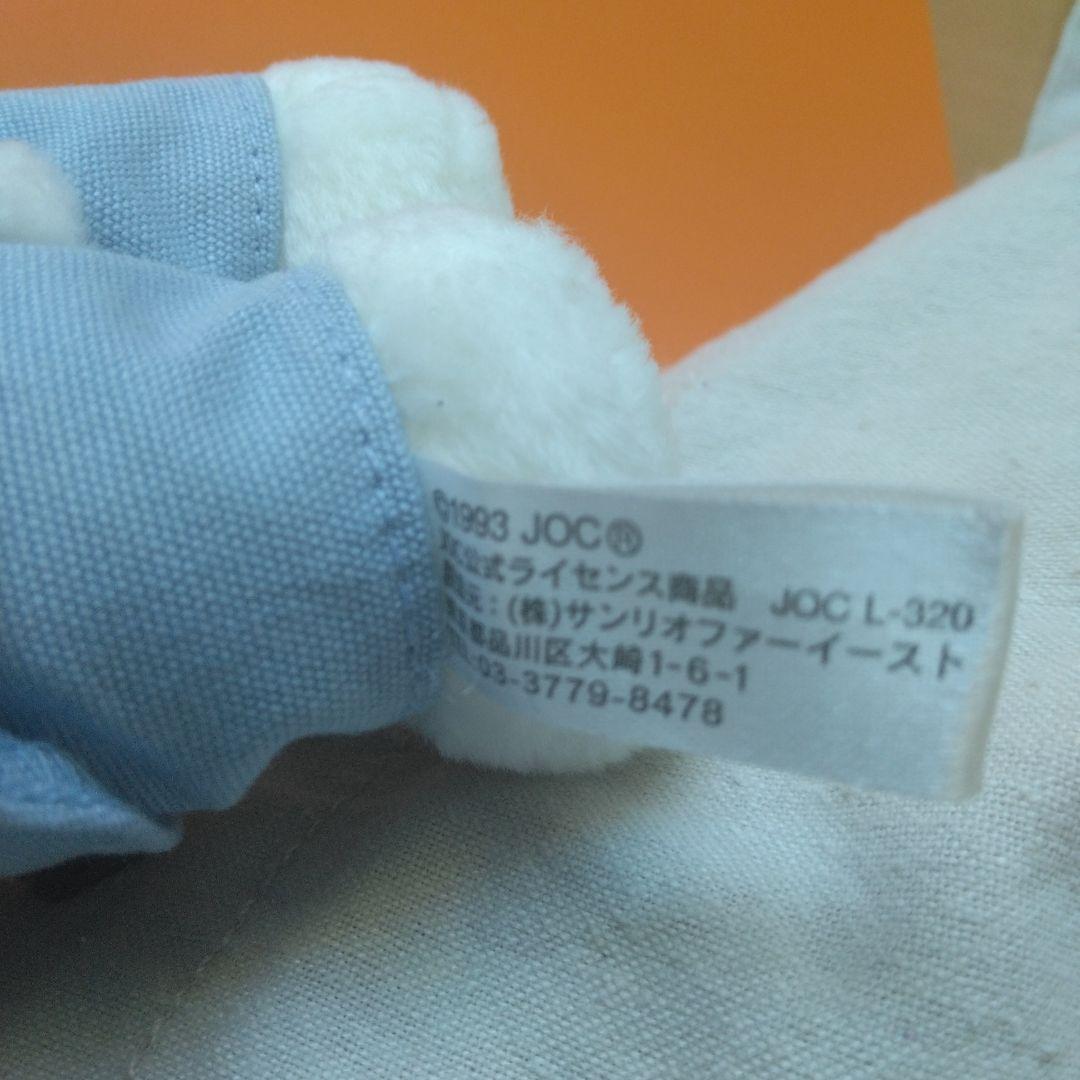 ©1993 JOC®
JOC公式ライセンス商品 JOC L-320
元:(株)サンリオファーイースト
都品川区大崎1-6-1
03-3779-8478